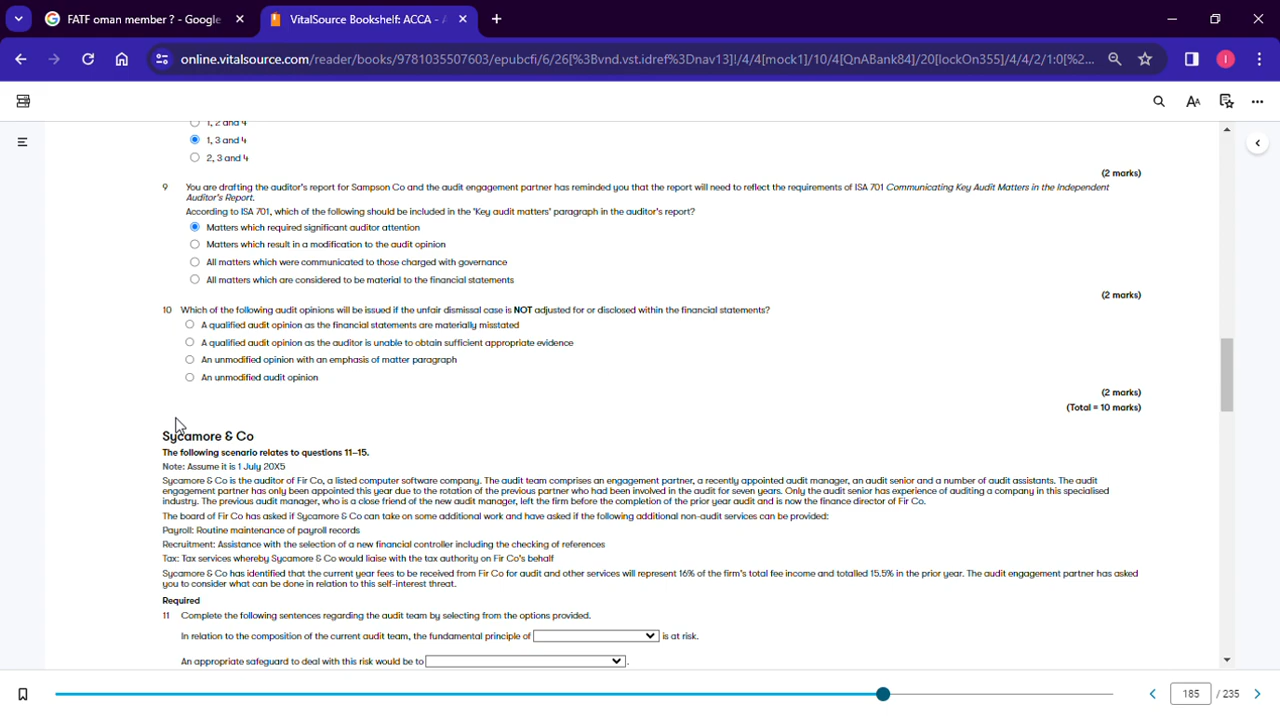 FATF oman member ? - Google
VitalSource Bookshelf: ACCA -
online.vitalsource.com/reader/books/9781035507603/epubcfi/6/26[%3Bvnd.vst.idref%3Dnav13]!/4/4[mock1]/10/4[QnABank84]/20[lockOn355]/4/4/2/1:0[%2...
I
1, 2 and 4
1, 3 and 4
2, 3 and 4
(2 marks)
9 You are drafting the auditor's report for Sampson Co and the audit engagement partner has reminded you that the report will need to reflect the requirements of ISA 701 Communicating Key Audit Matters in the Independent
Auditor's Report.
According to ISA 701, which of the following should be included in the 'Key audit matters' paragraph in the auditor's report?
Matters which required significant auditor attention
Matters which result in a modification to the audit opinion
All matters which were communicated to those charged with governance
All matters which are considered to be material to the financial statements
(2 marks)
10 Which of the following audit opinions will be issued if the unfair dismissal case is NOT adjusted for or disclosed within the financial statements?
A qualified audit opinion as the financial statements are materially misstated
A qualified audit opinion as the auditor is unable to obtain sufficient appropriate evidence
An unmodified opinion with an emphasis of matter paragraph
An unmodified audit opinion
(2 marks)
(Total = 10 marks)
Sycamore & Co
The following scenario relates to questions 11–15.
Note: Assume it is 1 July 20X5
Sycamore & Co is the auditor of Fir Co, a listed computer software company. The audit team comprises an engagement partner, a recently appointed audit manager, an audit senior and a number of audit assistants. The audit
engagement partner has only been appointed this year due to the rotation of the previous partner who had been involved in the audit for seven years. Only the audit senior has experience of auditing a company in this specialised
industry. The previous audit manager, who is a close friend of the new audit manager, left the firm before the completion of the prior year audit and is now the finance director of Fir Co.
The board of Fir Co has asked if Sycamore & Co can take on some additional work and have asked if the following additional non-audit services can be provided:
Payroll: Routine maintenance of payroll records
Recruitment: Assistance with the selection of a new financial controller including the checking of references
Tax: Tax services whereby Sycamore & Co would liaise with the tax authority on Fir Co's behalf
Sycamore & Co has identified that the current year fees to be received from Fir Co for audit and other services will represent 16% of the firm's total fee income and totalled 15.5% in the prior year. The audit engagement partner has asked
you to consider what can be done in relation to this self-interest threat.
Required
11 Complete the following sentences regarding the audit team by selecting from the options provided.
In relation to the composition of the current audit team, the fundamental principle of is at risk.
An appropriate safeguard to deal with this risk would be to .
185 / 235